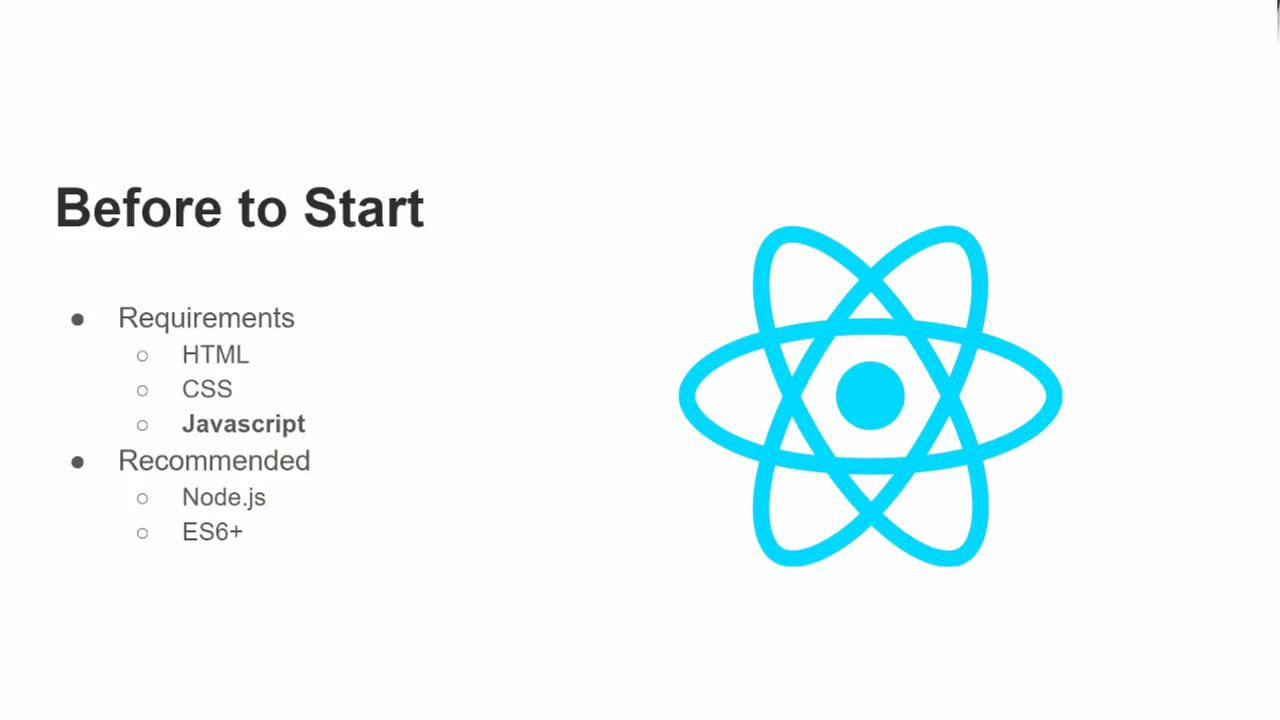 Before to Start
● Requirements
○ HTML
○ CSS
○ Javascript
● Recommended
○ Node.js
○ ES6+